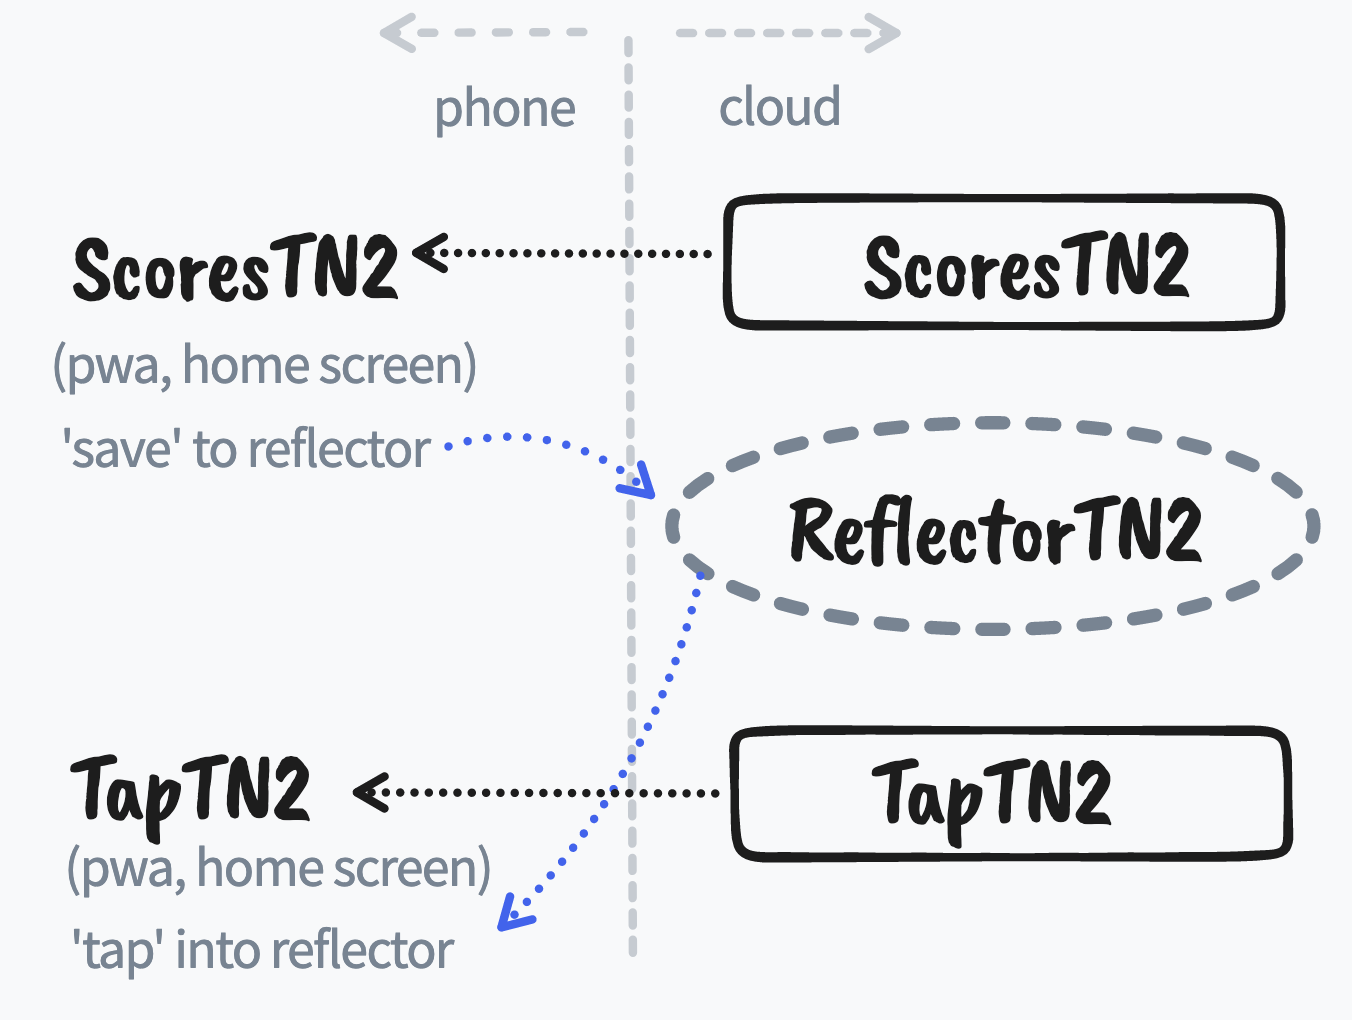 phone
cloud
ScoresTN2
ScoresTN2
(pwa, home screen)
'save' to reflector
ReflectorTN2
TapTN2
TapTN2
(pwa, home screen)
'tap' into reflector